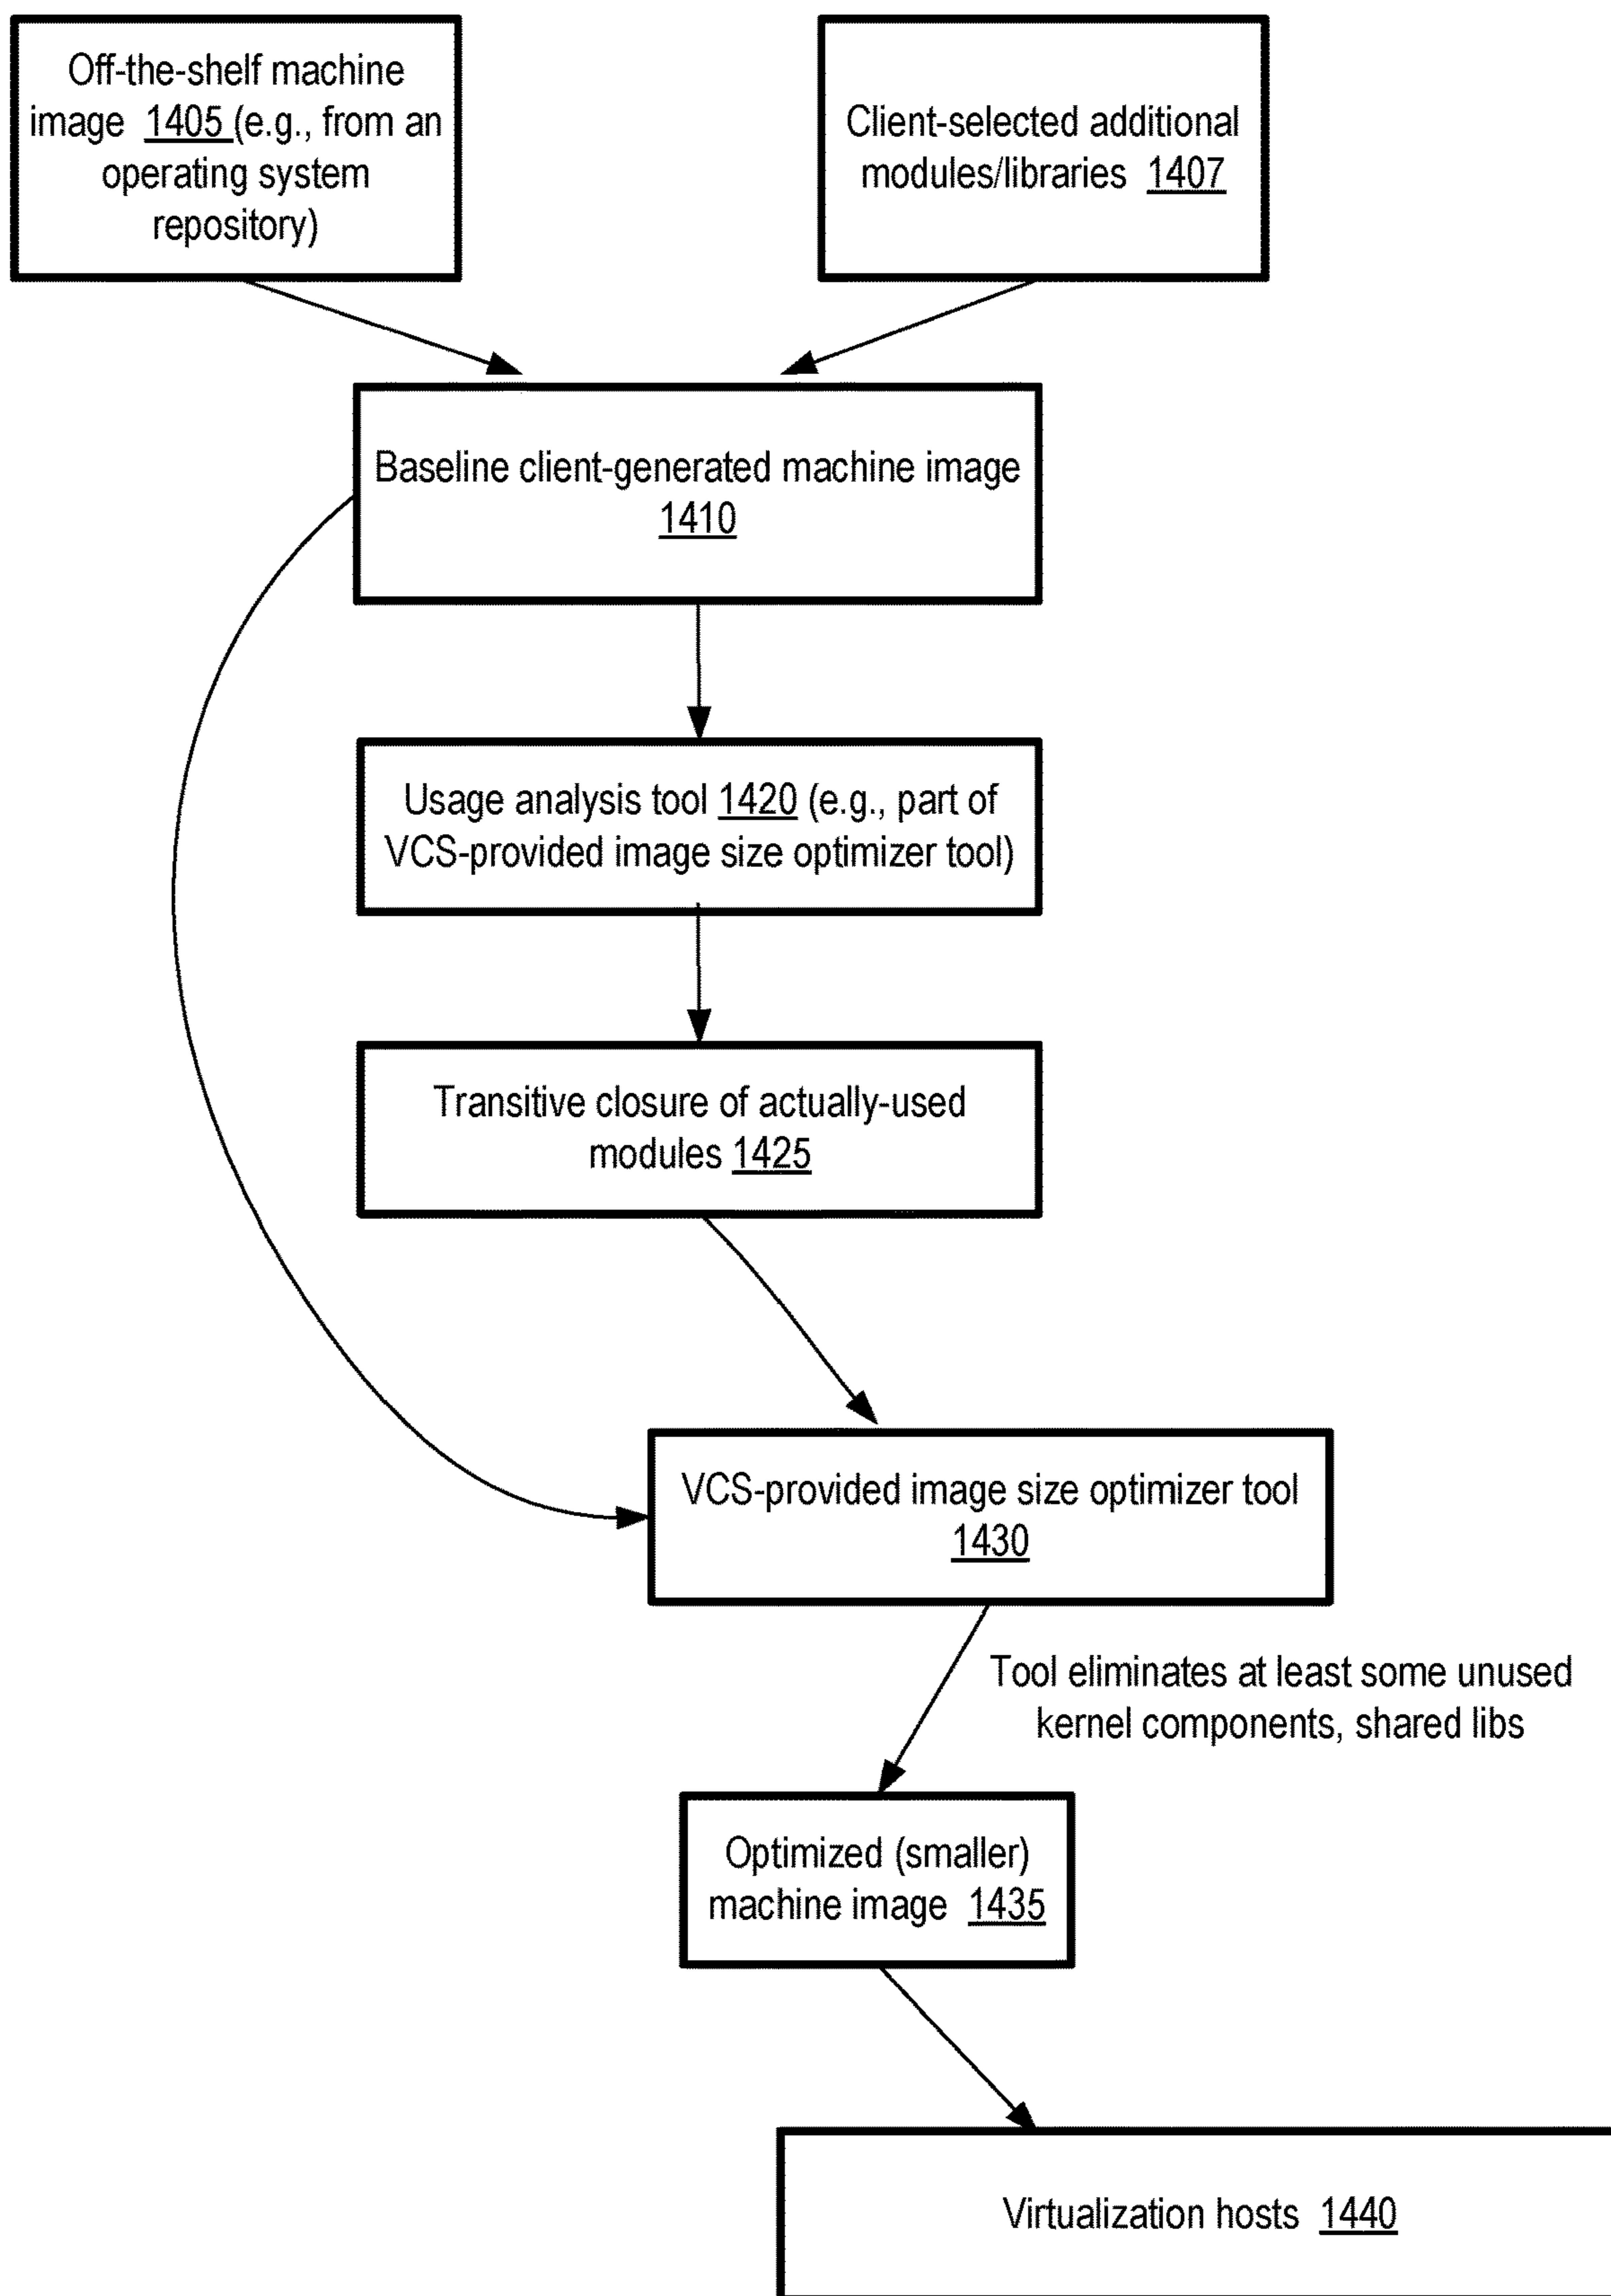 Off-the-shelf machine
image 1405 (e.g., from an
operating system
repository)
Client-selected additional
modules/libraries 1407
Baseline client-generated machine image
1410
Usage analysis tool 1420 (e.g., part of
VCS-provided image size optimizer tool)
Transitive closure of actually-used
modules 1425
VCS-provided image size optimizer tool
1430
Tool eliminates at least some unused
kernel components, shared libs
Optimized (smaller)
machine image 1435
Virtualization hosts 1440